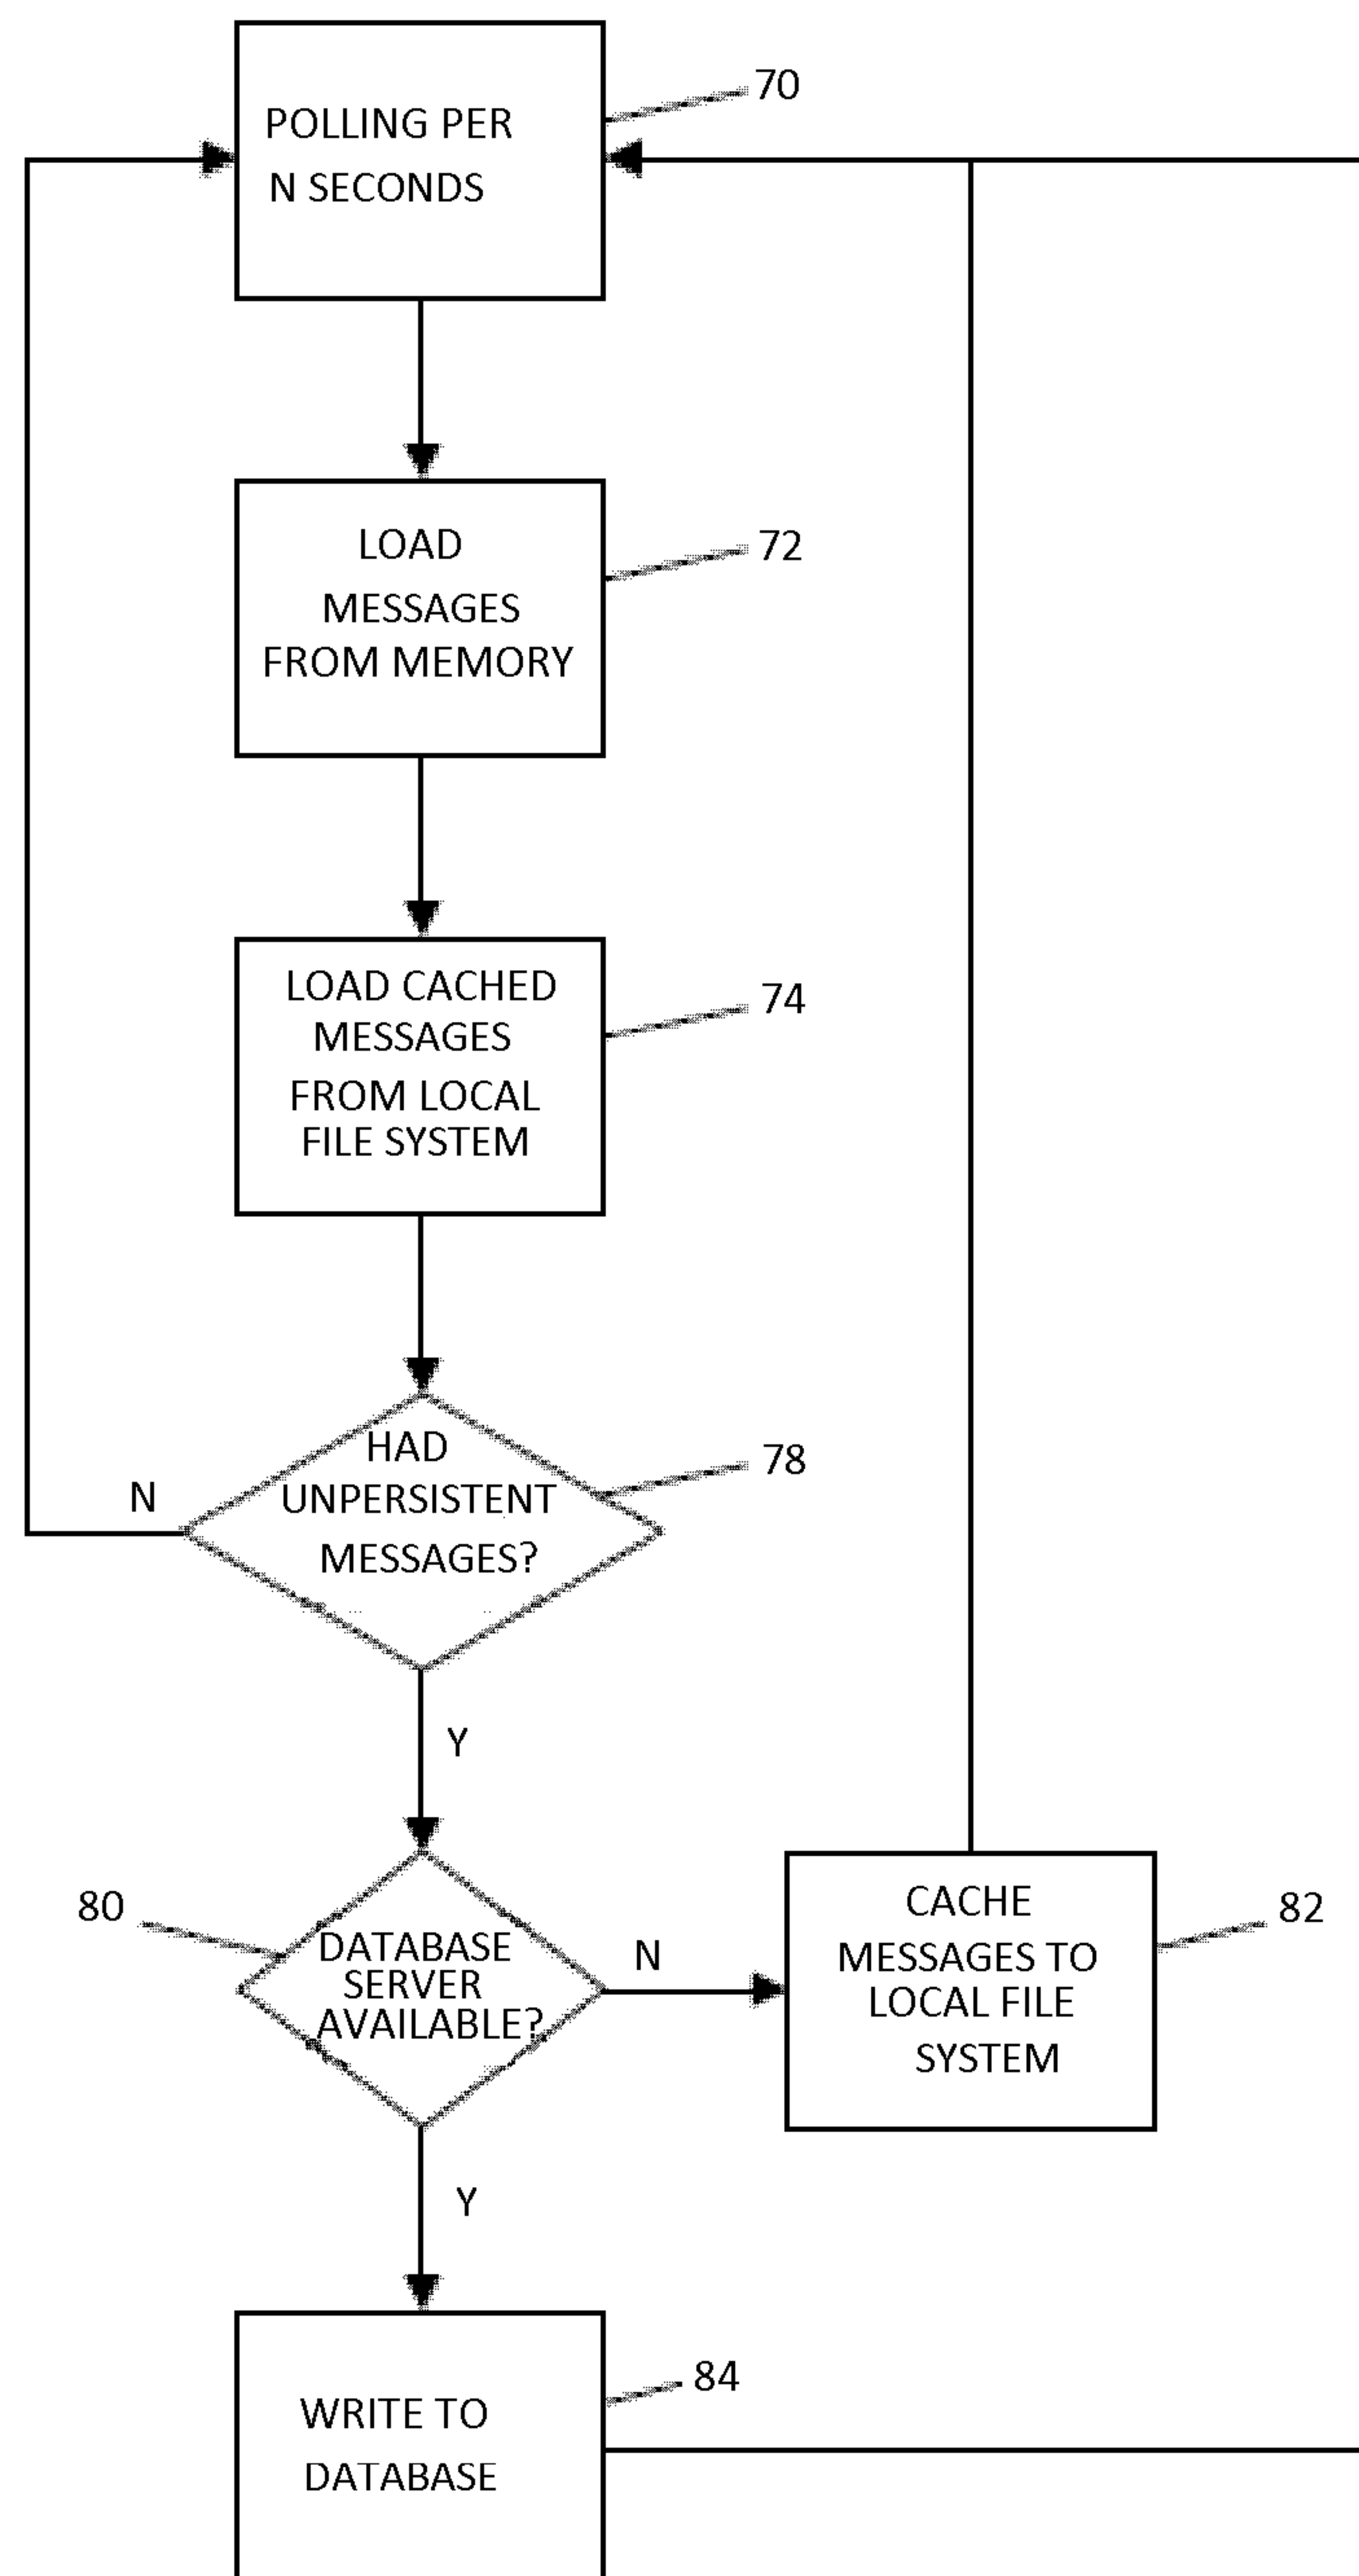 POLLING PER
N SECONDS
70
LOAD
MESSAGES
FROM MEMORY
72
LOAD CACHED
MESSAGES
FROM LOCAL
FILE SYSTEM
74
HAD
UNPERSISTENT
MESSAGES?
78
N
Y
80
DATABASE
SERVER
AVAILABLE?
N
CACHE
MESSAGES TO
LOCAL FILE
SYSTEM
82
Y
WRITE TO
DATABASE
84